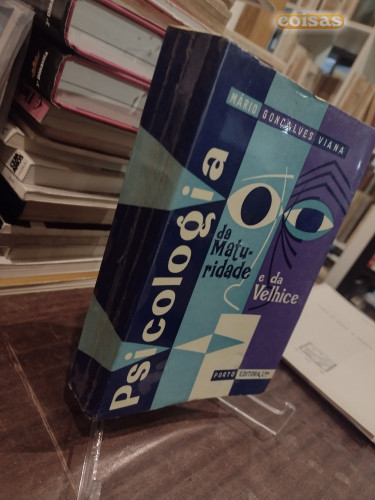 coisas
MÁRIO GONÇALVES VIANA
Psicologia
da Matu-
ridade
e da
Velhice
PORTO EDITORA, L.DA